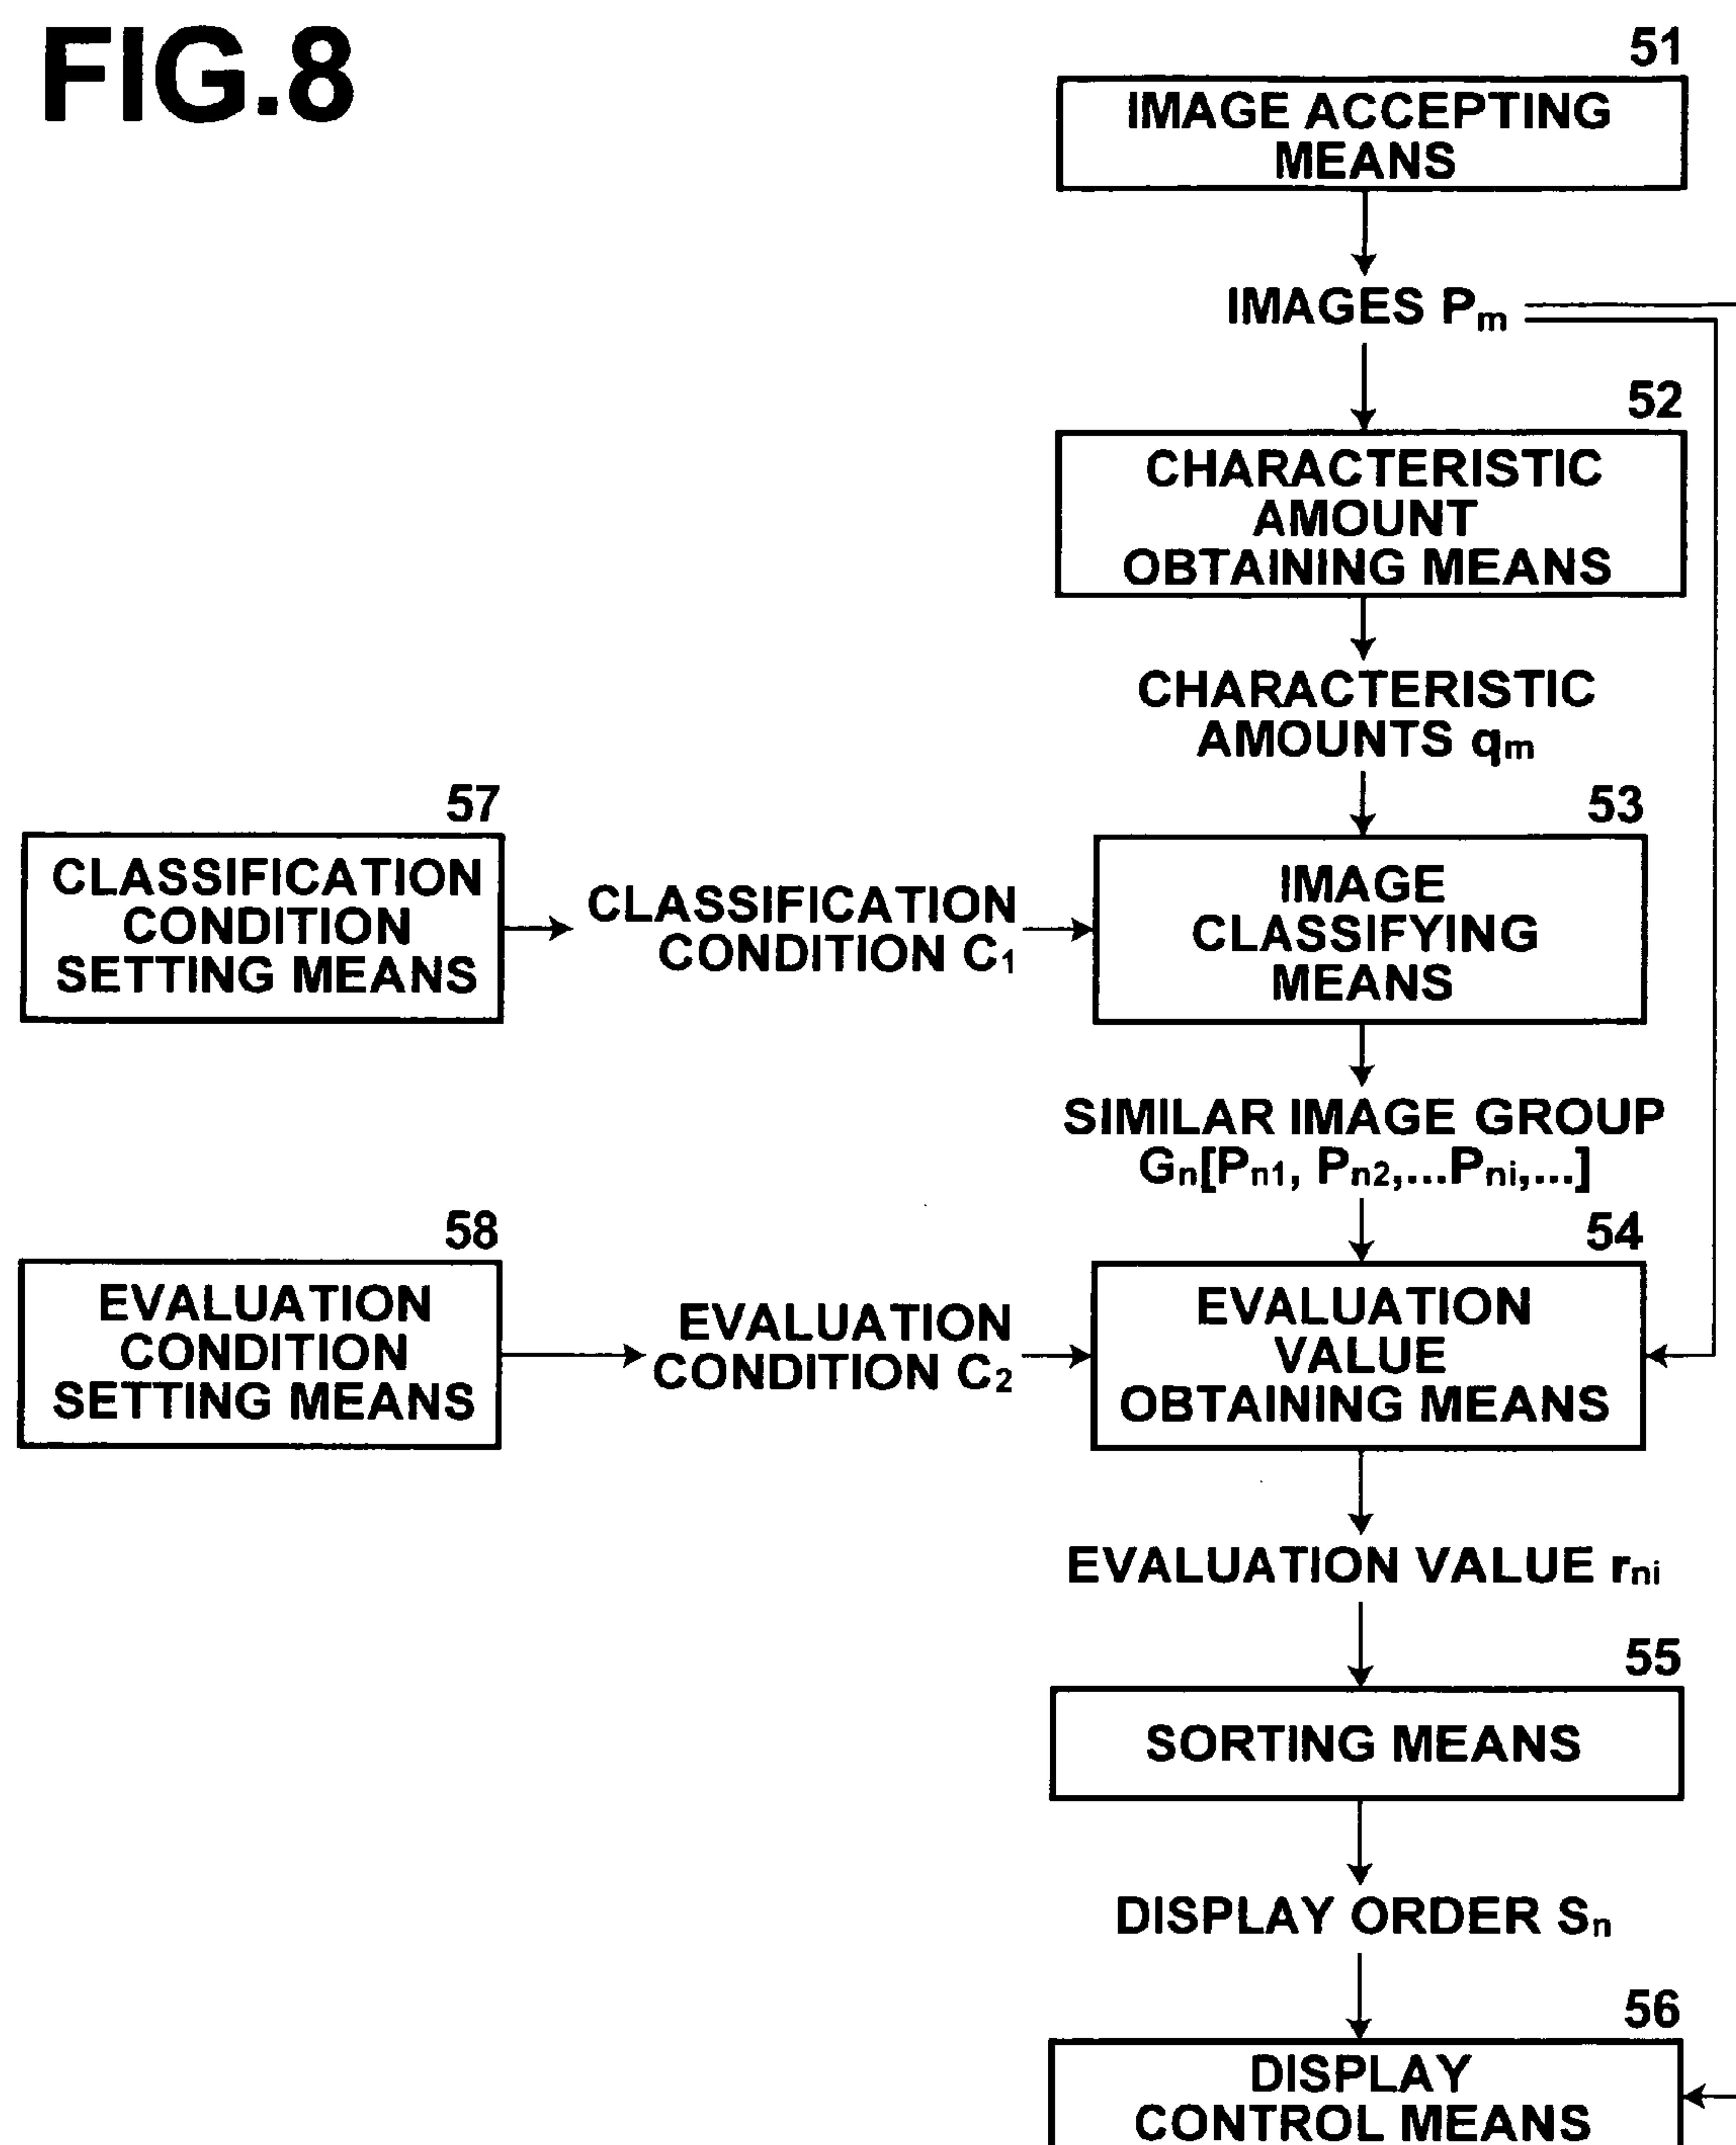 FIG.8
51
IMAGE ACCEPTING
MEANS
IMAGES Pm
52
CHARACTERISTIC
AMOUNT
OBTAINING MEANS
CHARACTERISTIC
AMOUNTS qm
57
CLASSIFICATION
CONDITION
SETTING MEANS
CLASSIFICATION
CONDITION C1
53
IMAGE
CLASSIFYING
MEANS
SIMILAR IMAGE GROUP
Gn[Pn1, Pn2,...Pni,...]
58
EVALUATION
CONDITION
SETTING MEANS
EVALUATION
CONDITION C2
54
EVALUATION
VALUE
OBTAINING MEANS
EVALUATION VALUE rni
55
SORTING MEANS
DISPLAY ORDER Sn
56
DISPLAY
CONTROL MEANS